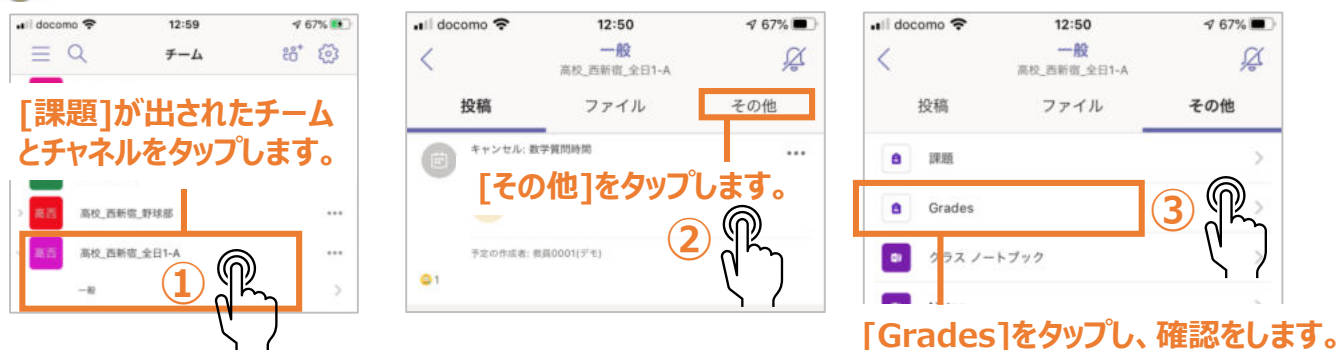 docomo 12:59 67%
チーム
[課題]が出されたチーム
とチャネルをタップします。
高西 高校_西新宿_野球部
高西 高校_西新宿_全日1-A
一般
①
docomo 12:50 67%
一般
高校_西新宿_全日1-A
投稿 ファイル その他
キャンセル: 数学質問時間
[その他]をタップします。
②
予定の作成者: 教員0001(デモ)
1
docomo 12:50 67%
一般
高校_西新宿_全日1-A
投稿 ファイル その他
課題
Grades
③
クラス ノートブック
[Grades]をタップし、確認をします。